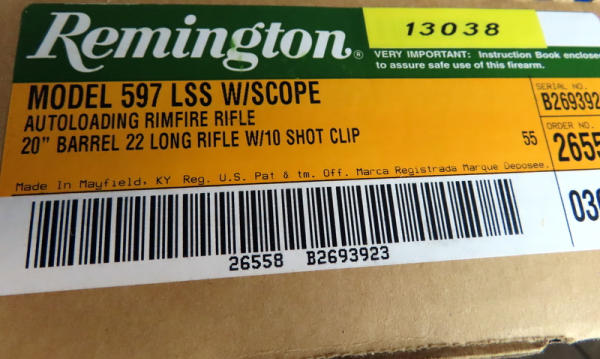 Remington®
13038
VERY IMPORTANT: Instruction Book enclose
to assure safe use of this firearm.
MODEL 597 LSS W/SCOPE
AUTOLOADING RIMFIRE RIFLE
20" BARREL 22 LONG RIFLE W/10 SHOT CLIP
55
SERIAL NO.
B269392
ORDER NO.
2655
Made In Mayfield, KY Reg. U.S. Pat & tm. Off. Marca Registrada Marque Deposee.
030
26558 B2693923